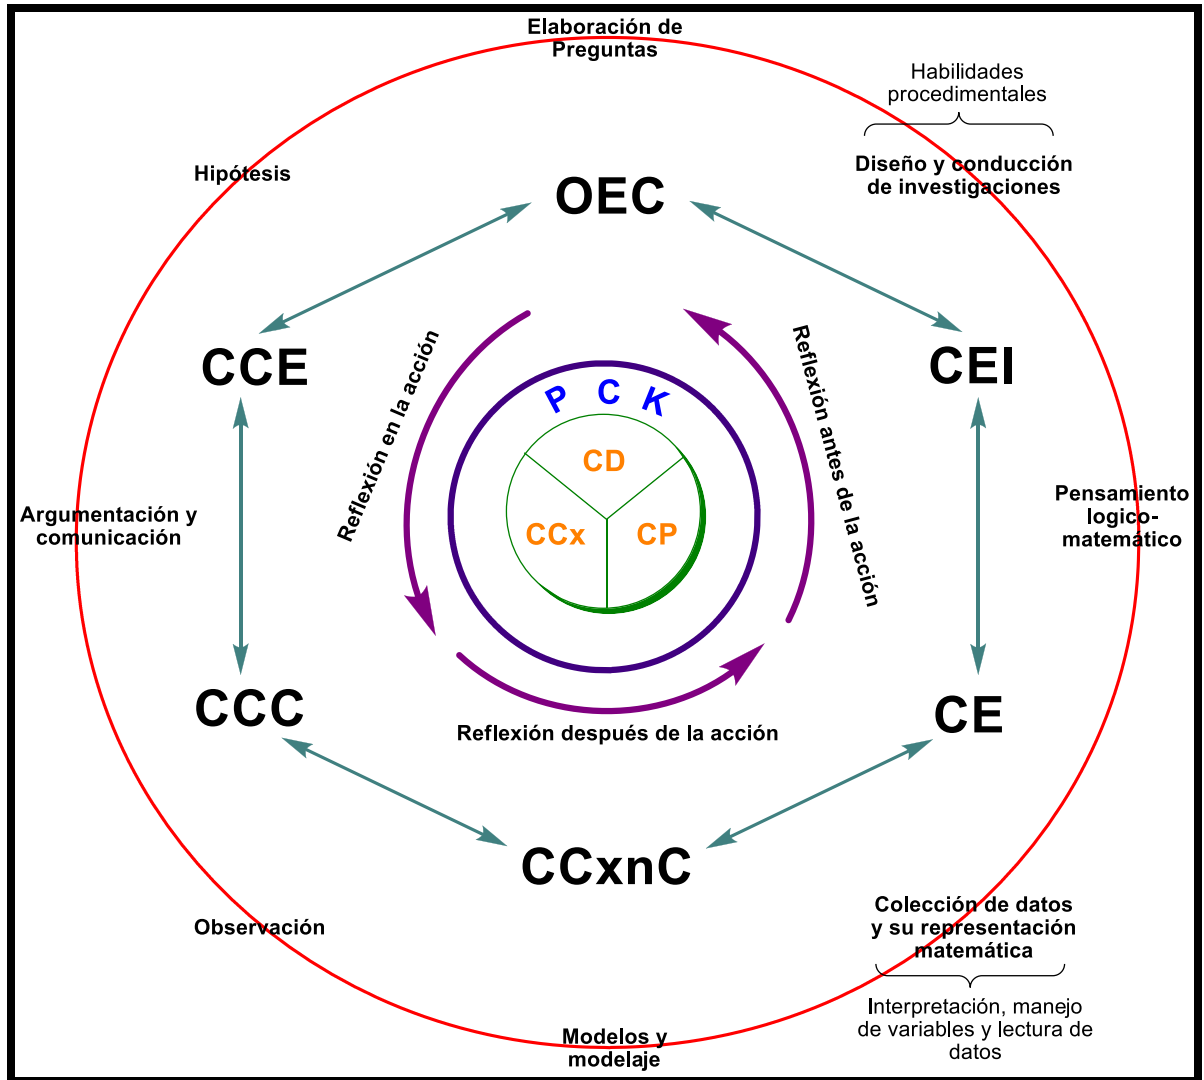 Elaboración de
Preguntas
Habilidades
procedimentales
Diseño y conducción
de investigaciones
Hipótesis
OEC
CCE
CEI
Reflexión en la acción
Reflexión antes de la acción
P C K
CD
CCx
CP
Argumentación y
comunicación
Pensamiento
logico-
matemático
CCC
CE
Reflexión después de la acción
CCxnC
Observación
Colección de datos
y su representación
matemática
Interpretación, manejo
de variables y lectura de
datos
Modelos y
modelaje